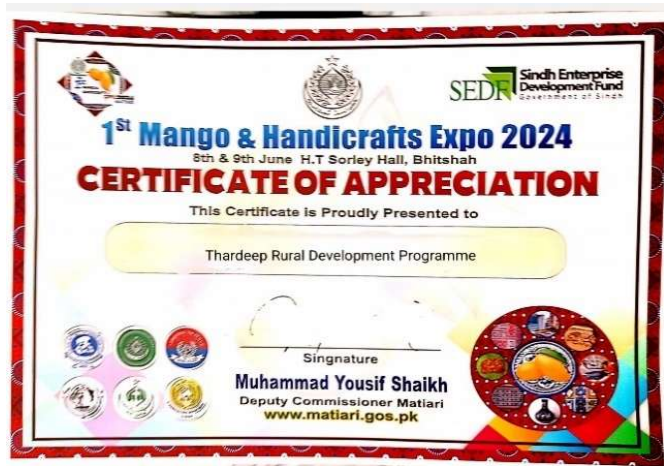 SEDF
Sindh Enterprise
Development Fund
Government of Sindh
1st Mango & Handicrafts Expo 2024
8th & 9th June H.T Sorley Hall, Bhitshah
CERTIFICATE OF APPRECIATION
This Certificate is Proudly Presented to
Thardeep Rural Development Programme
Singnature
Muhammad Yousif Shaikh
Deputy Commissioner Matiari
www.matiari.gos.pk